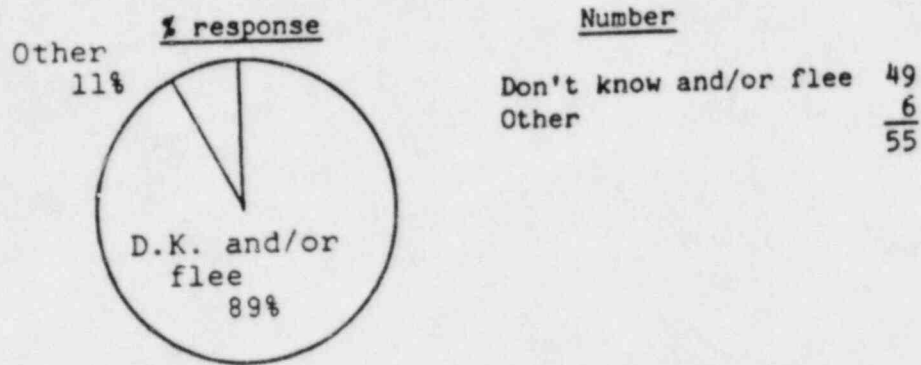 % response
Other
11%
D.K. and/or
flee
89%
Number
Don't know and/or flee 49
Other 6
55